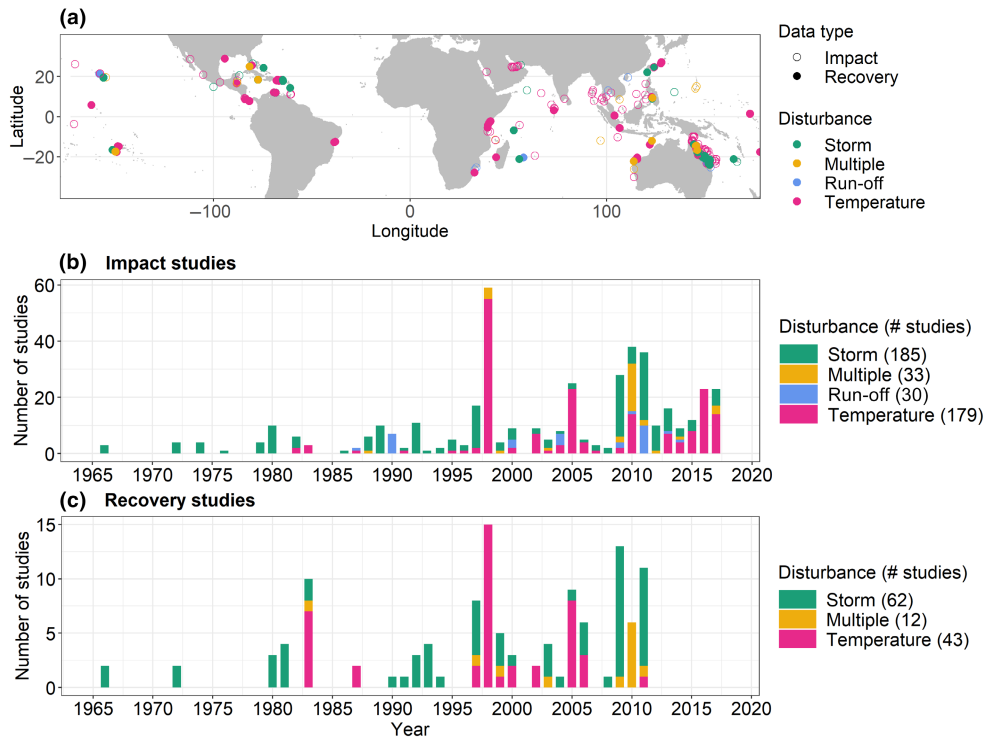 (a)
Latitude
20
0
−20
−100
0
100
Longitude
Data type
Impact
Recovery
Disturbance
Storm
Multiple
Run-off
Temperature
(b) Impact studies
Number of studies
60
40
20
0
1965 1970 1975 1980 1985 1990 1995 2000 2005 2010 2015 2020
Disturbance (# studies)
Storm (185)
Multiple (33)
Run-off (30)
Temperature (179)
(c) Recovery studies
Number of studies
15
10
5
0
1965 1970 1975 1980 1985 1990 1995 2000 2005 2010 2015 2020
Year
Disturbance (# studies)
Storm (62)
Multiple (12)
Temperature (43)